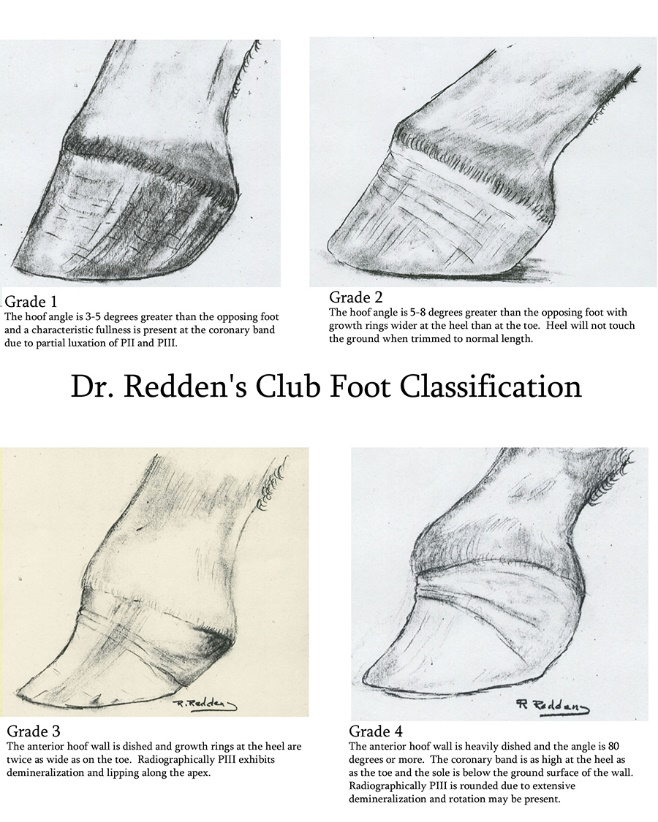 Grade 1
The hoof angle is 3-5 degrees greater than the opposing foot
and a characteristic fullness is present at the coronary band
due to partial luxation of PII and PIII.
Grade 2
The hoof angle is 5-8 degrees greater than the opposing foot with
growth rings wider at the heel than at the toe.  Heel will not touch
the ground when trimmed to normal length.
Dr. Redden's Club Foot Classification
R. Redden
Grade 3
The anterior hoof wall is dished and growth rings at the heel are
twice as wide as on the toe.  Radiographically PIII exhibits
demineralization and lipping along the apex.
R Redden
Grade 4
The anterior hoof wall is heavily dished and the angle is 80
degrees or more.  The coronary band is as high at the heel as
as the toe and the sole is below the ground surface of the wall.
Radiographically PIII is rounded due to extensive
demineralization and rotation may be present.